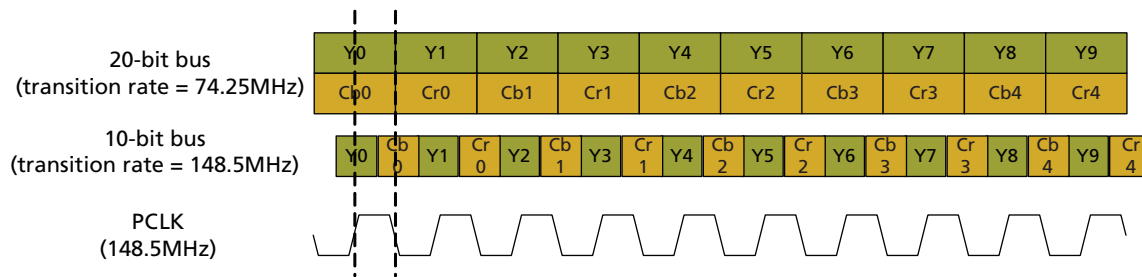 20-bit bus
(transition rate = 74.25MHz)
Y0 Y1 Y2 Y3 Y4 Y5 Y6 Y7 Y8 Y9
Cb0 Cr0 Cb1 Cr1 Cb2 Cr2 Cb3 Cr3 Cb4 Cr4
10-bit bus
(transition rate = 148.5MHz)
Y0 Cb 0 Y1 Cr 0 Y2 Cb 1 Y3 Cr 1 Y4 Cb 2 Y5 Cr 2 Y6 Cb 3 Y7 Cr 3 Y8 Cb 4 Y9 Cr 4
PCLK
(148.5MHz)